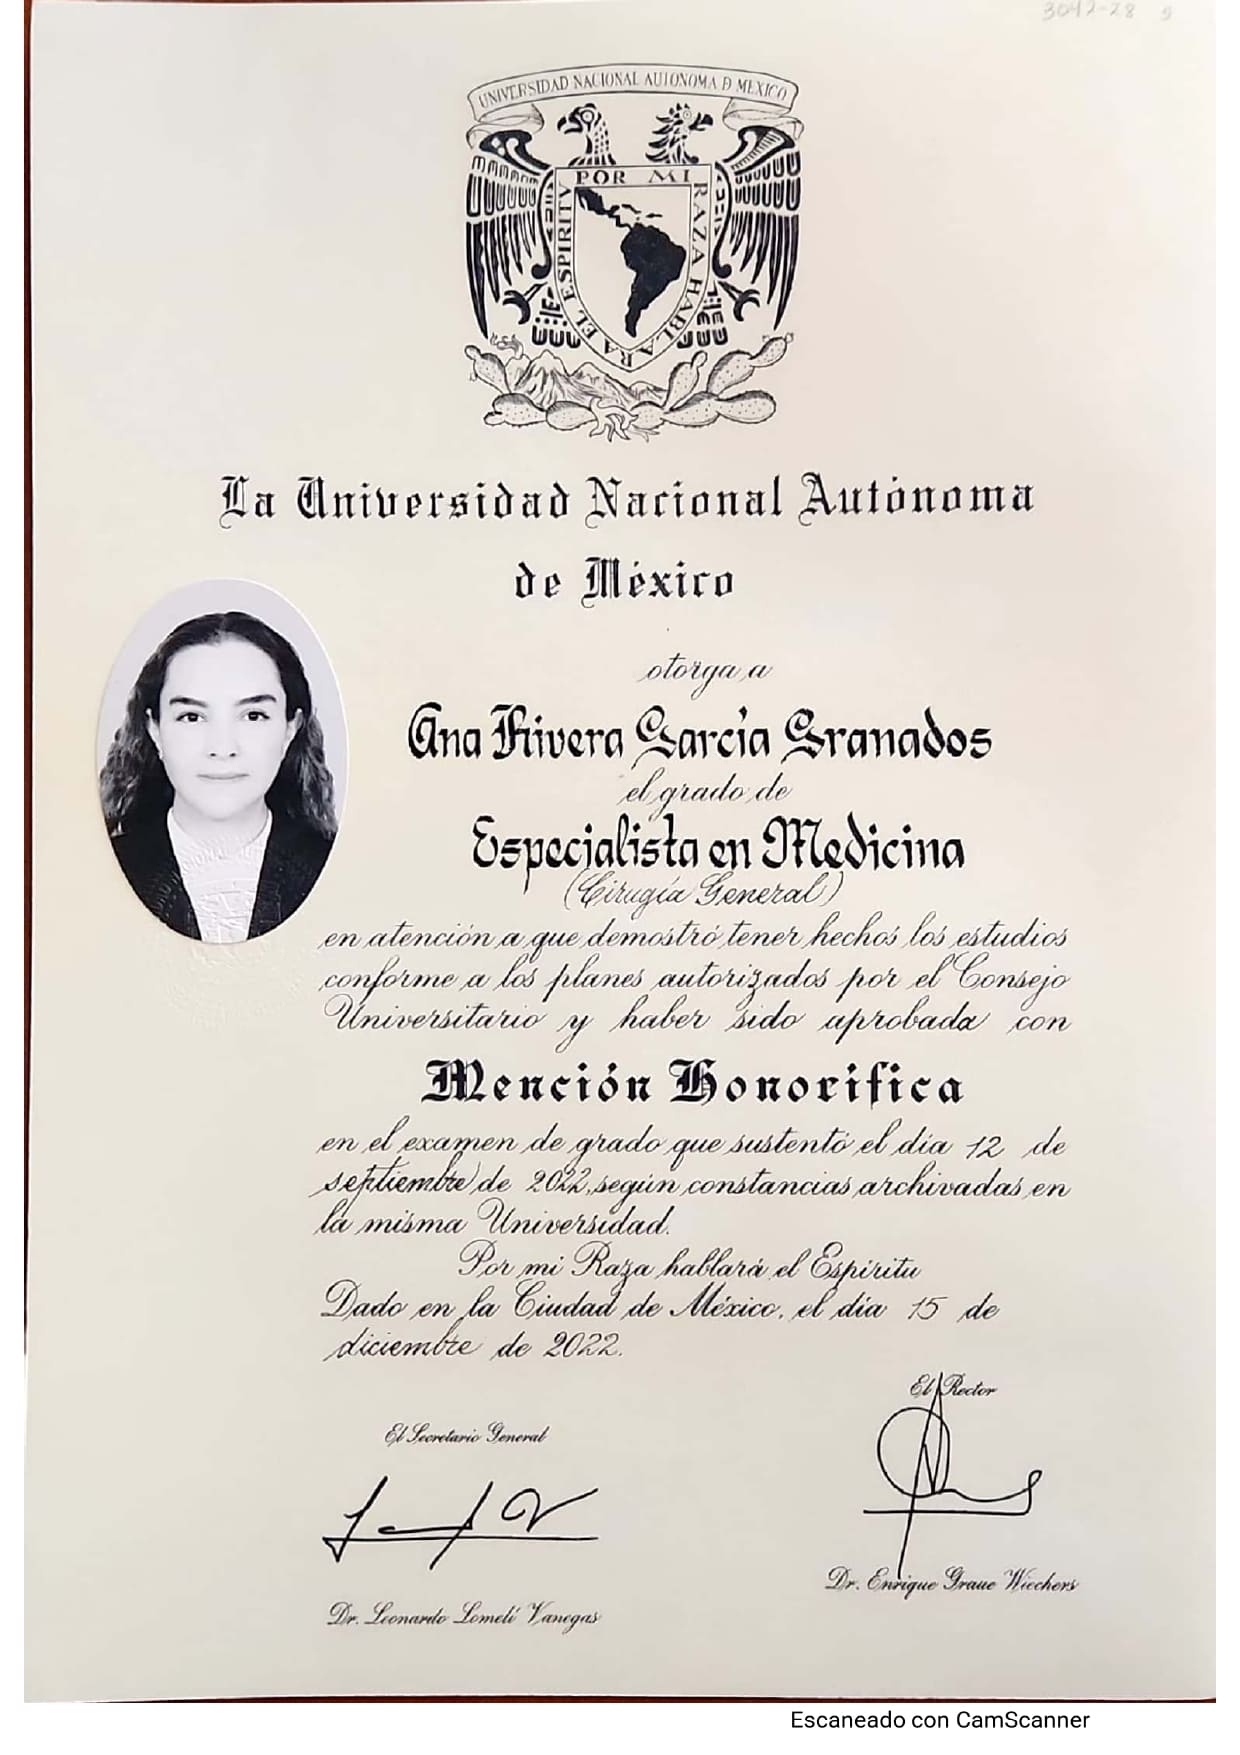 3042-28 9
UNIVERSIDAD NACIONAL AUTONOMA D MEXICO
POR MI RAZA HABLARA EL ESPIRITV
La Universidad Nacional Autónoma
de México
otorga a
Ana Rivera García Granados
el grado de
Especialista en Medicina
(Cirugía General)
en atención a que demostró tener hechos los estudios
conforme a los planes autorizados por el Consejo
Universitario y haber sido aprobada con
Mención Honorífica
en el examen de grado que sustentó el día 12 de
septiembre de 2022, según constancias archivadas en
la misma Universidad.
Por mi Raza hablará el Espíritu
Dado en la Ciudad de México, el día 15 de
diciembre de 2022.
El Rector
El Secretario General
Dr. Enrique Graue Wiechers
Dr. Leonardo Lomelí Vanegas
Escaneado con CamScanner